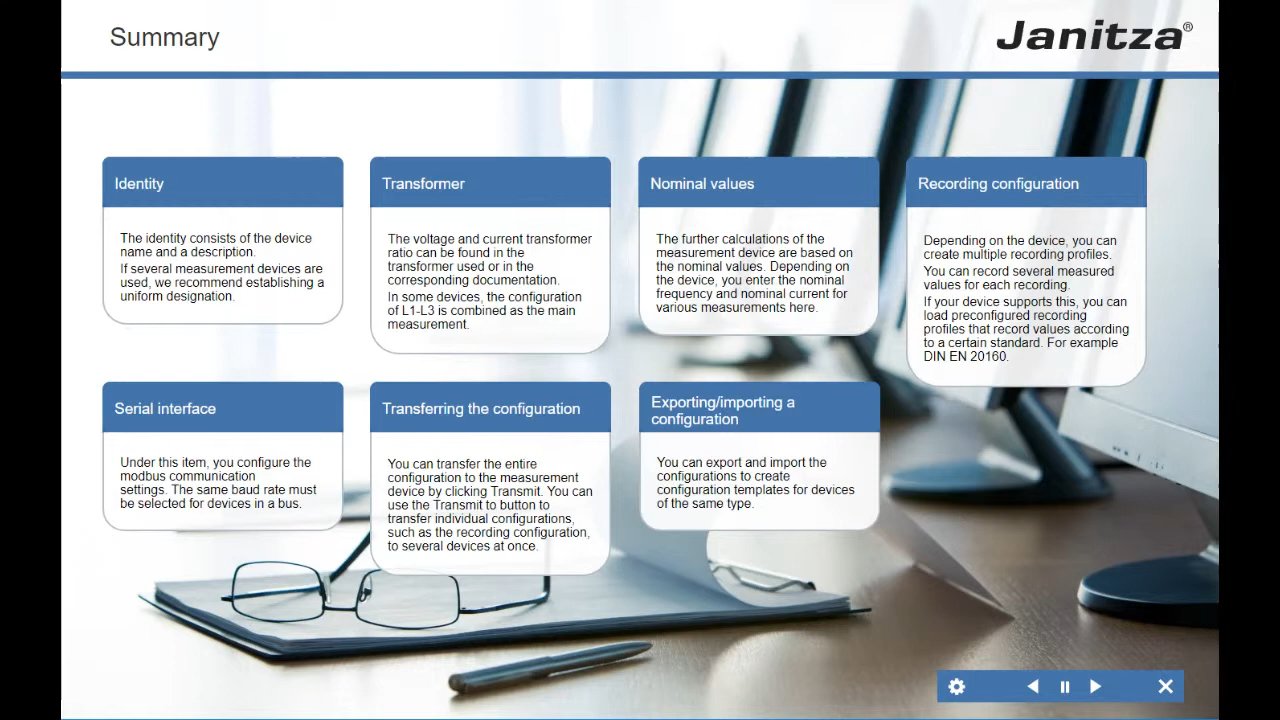 Summary
Janitza®
Identity
The identity consists of the device
name and a description.
If several measurement devices are
used, we recommend establishing a
uniform designation.
Transformer
The voltage and current transformer
ratio can be found in the
transformer used or in the
corresponding documentation.
In some devices, the configuration
of L1-L3 is combined as the main
measurement.
Nominal values
The further calculations of the
measurement device are based on
the nominal values. Depending on
the device, you enter the nominal
frequency and nominal current for
various measurements here.
Recording configuration
Depending on the device, you can
create multiple recording profiles.
You can record several measured
values for each recording.
If your device supports this, you can
load preconfigured recording
profiles that record values according
to a certain standard. For example
DIN EN 20160.
Serial interface
Under this item, you configure the
modbus communication
settings. The same baud rate must
be selected for devices in a bus.
Transferring the configuration
You can transfer the entire
configuration to the measurement
device by clicking Transmit. You can
use the Transmit to button to
transfer individual configurations,
such as the recording configuration,
to several devices at once.
Exporting/importing a
configuration
You can export and import the
configurations to create
configuration templates for devices
of the same type.